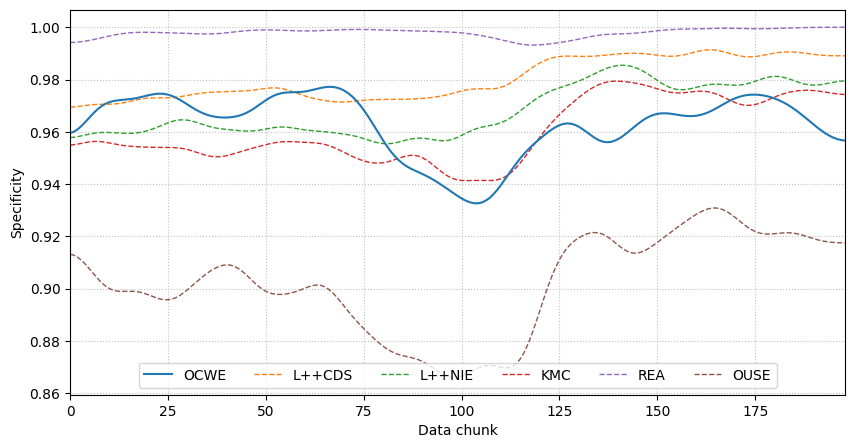 1.00
0.98
0.96
0.94
0.92
0.90
0.88
0.86
Specificity
OCWE L++CDS L++NIE KMC REA OUSE
0 25 50 75 100 125 150 175
Data chunk